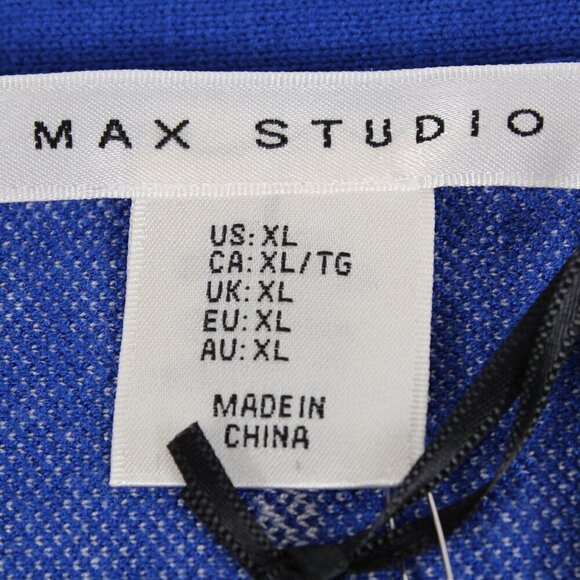 MAX STUDIO
US: XL
CA: XL/TG
UK: XL
EU: XL
AU: XL
MADE IN
CHINA